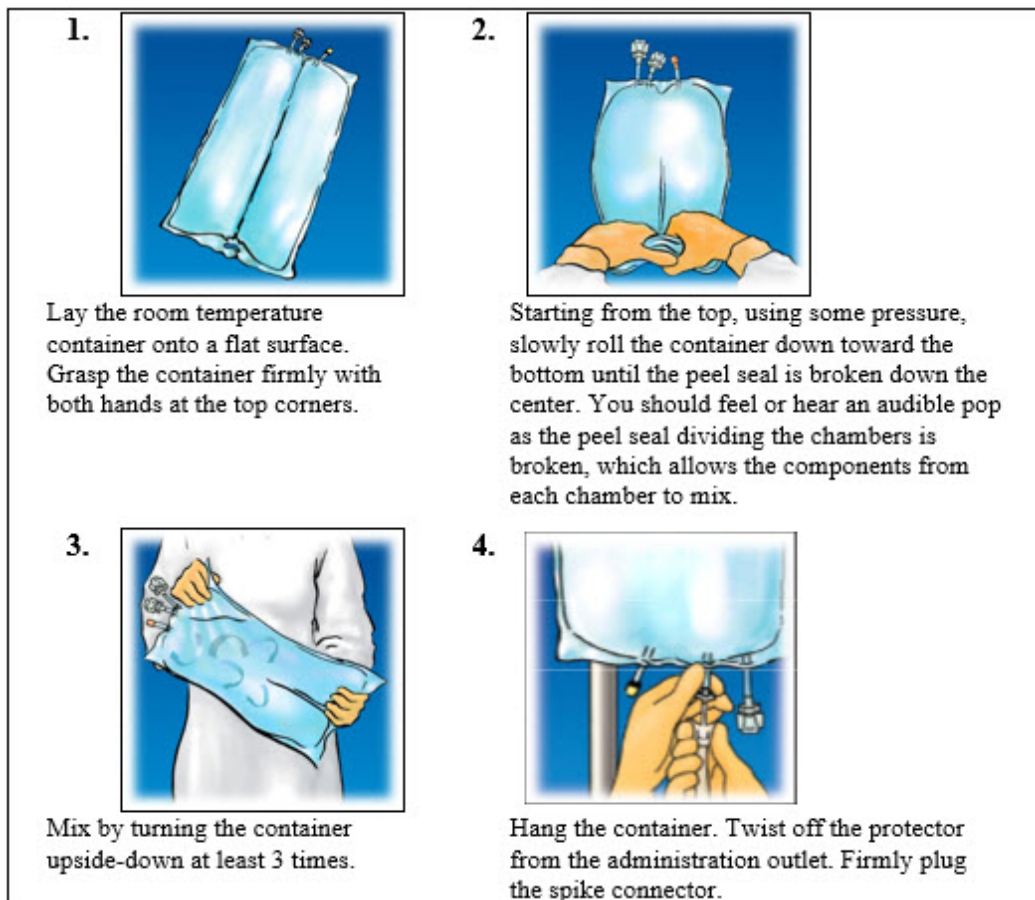 1.
Lay the room temperature
container onto a flat surface.
Grasp the container firmly with
both hands at the top corners.
2.
Starting from the top, using some pressure,
slowly roll the container down toward the
bottom until the peel seal is broken down the
center. You should feel or hear an audible pop
as the peel seal dividing the chambers is
broken, which allows the components from
each chamber to mix.
3.
Mix by turning the container
upside-down at least 3 times.
4.
Hang the container. Twist off the protector
from the administration outlet. Firmly plug
the spike connector.